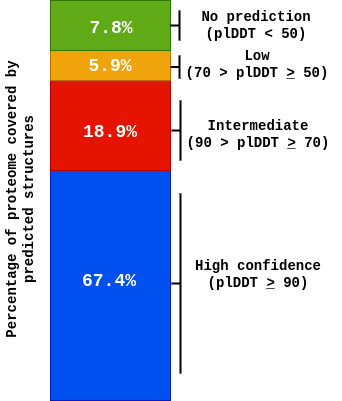 Percentage of proteome covered by
predicted structures
7.8%
No prediction
(plDDT < 50)
5.9%
Low
(70 > plDDT ≥ 50)
18.9%
Intermediate
(90 > plDDT ≥ 70)
67.4%
High confidence
(plDDT ≥ 90)